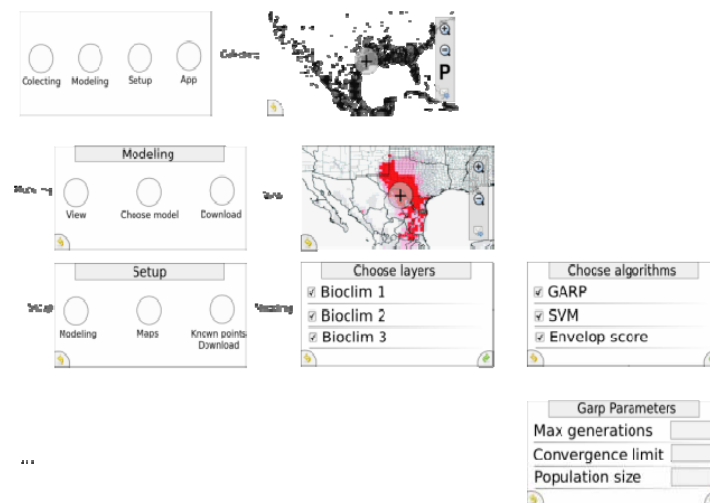 Colecting Modeling Setup App
P
Modeling
View Choose model Download
Setup
Modeling Maps Known points
Download
Choose layers
Bioclim 1
Bioclim 2
Bioclim 3
Choose algorithms
GARP
SVM
Envelop score
Garp Parameters
Max generations
Convergence limit
Population size